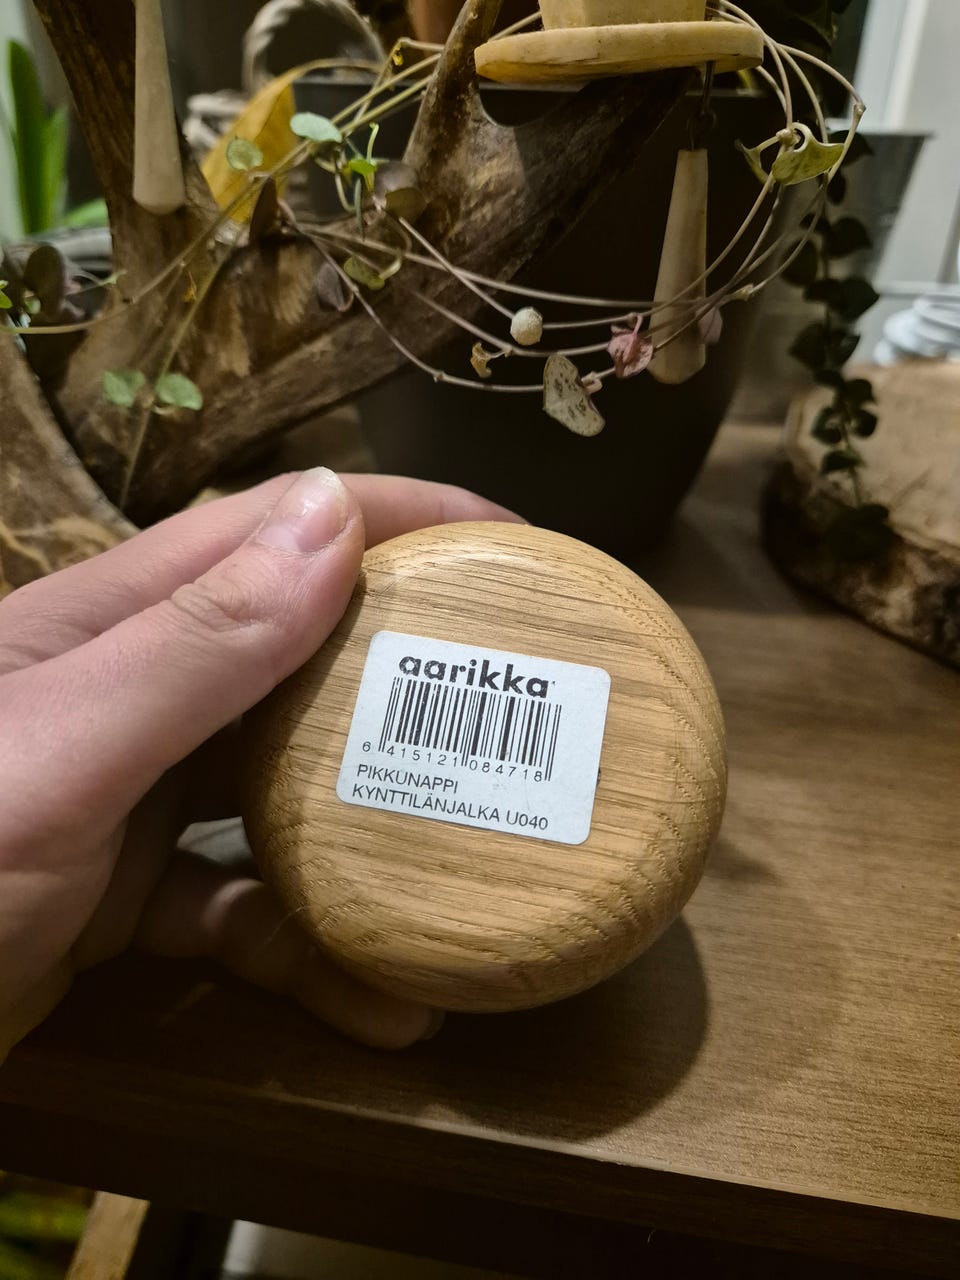 aarikka
6 415121 084718
PIKKUNAPPI
KYNTTILÄNJALKA U040